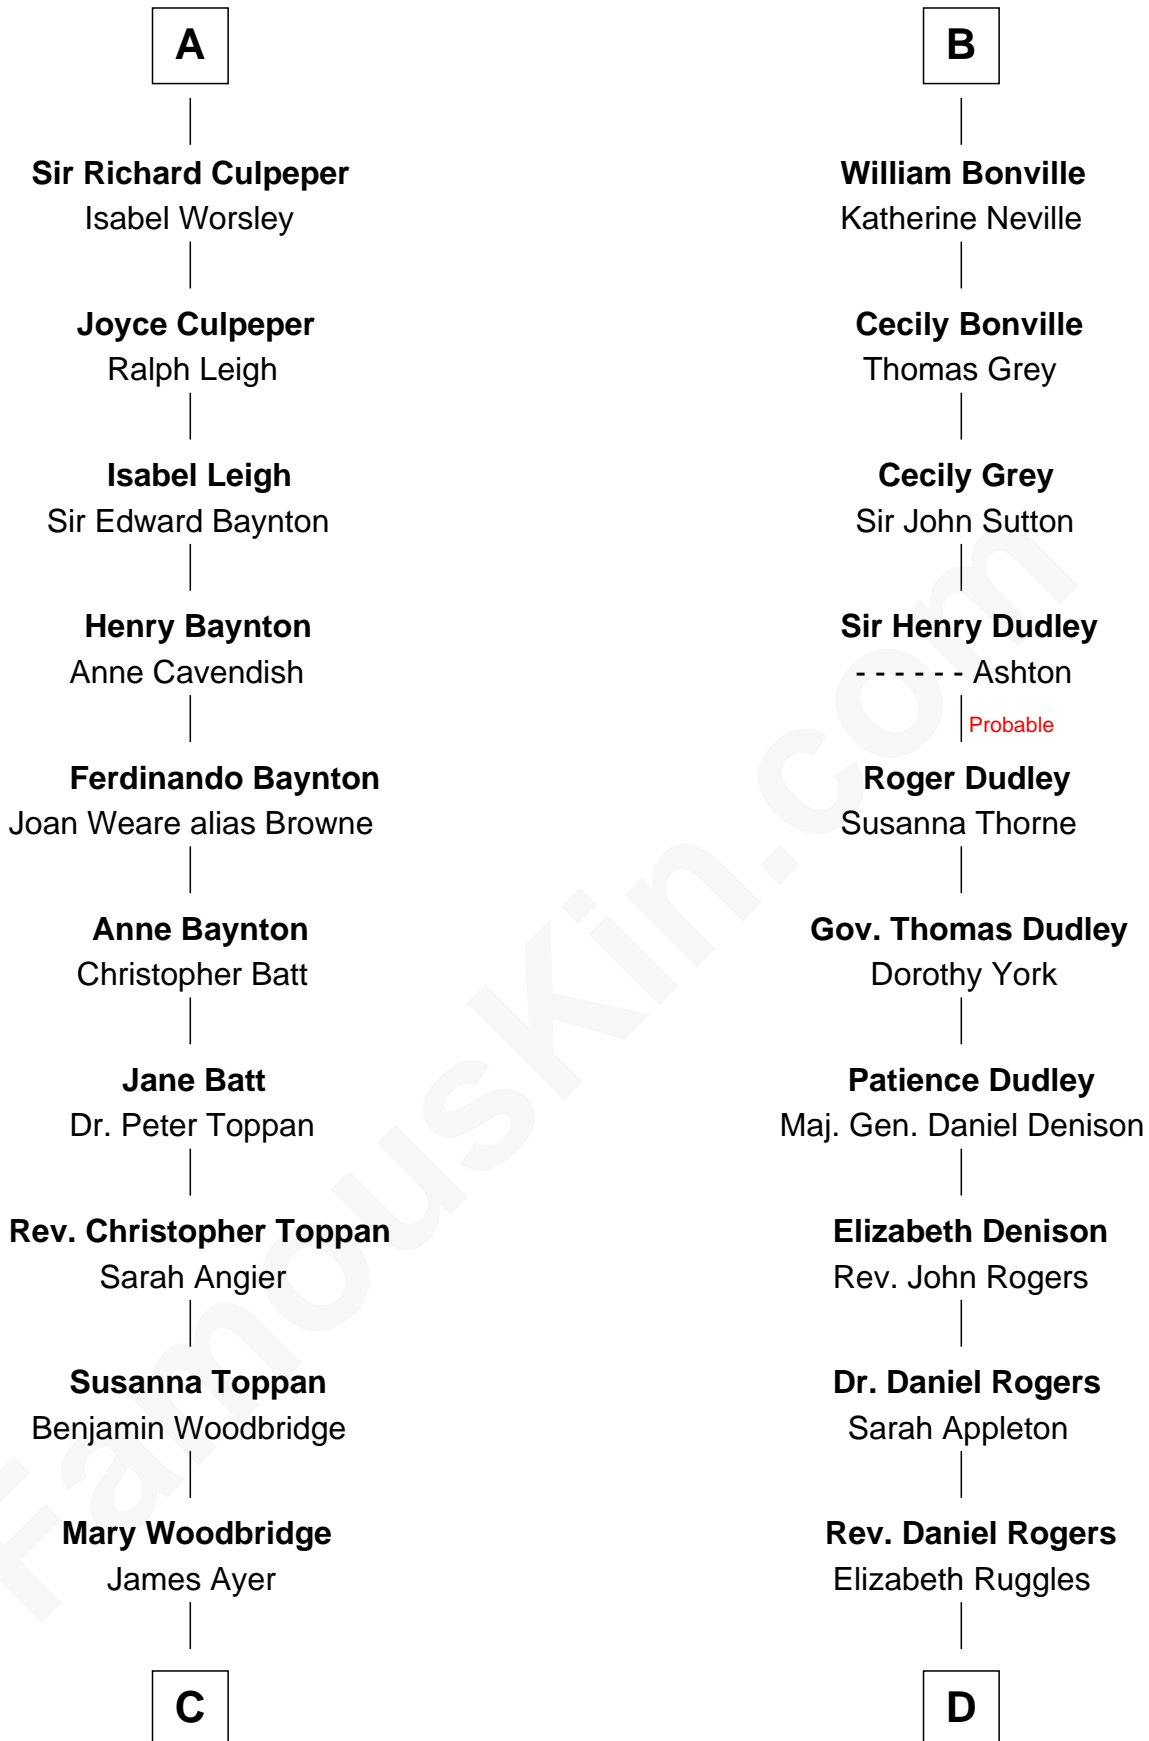 A
Sir Richard Culpeper
Isabel Worsley
Joyce Culpeper
Ralph Leigh
Isabel Leigh
Sir Edward Baynton
Henry Baynton
Anne Cavendish
Ferdinando Baynton
Joan Weare alias Browne
Anne Baynton
Christopher Batt
Jane Batt
Dr. Peter Toppan
Rev. Christopher Toppan
Sarah Angier
Susanna Toppan
Benjamin Woodbridge
Mary Woodbridge
James Ayer
C
B
William Bonville
Katherine Neville
Cecily Bonville
Thomas Grey
Cecily Grey
Sir John Sutton
Sir Henry Dudley
- - - - - - Ashton
Probable
Roger Dudley
Susanna Thorne
Gov. Thomas Dudley
Dorothy York
Patience Dudley
Maj. Gen. Daniel Denison
Elizabeth Denison
Rev. John Rogers
Dr. Daniel Rogers
Sarah Appleton
Rev. Daniel Rogers
Elizabeth Ruggles
D
FamousKin.com